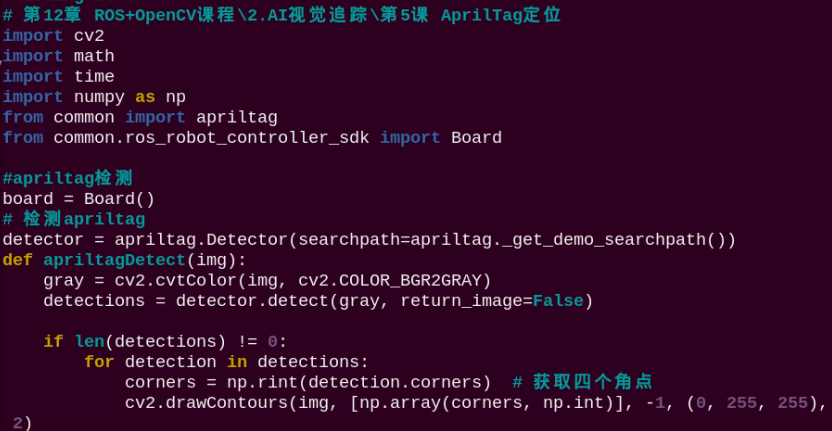 # 第12章 ROS+OpenCV课程\2.AI视觉追踪\第5课 AprilTag定位
import cv2
import math
import time
import numpy as np
from common import apriltag
from common.ros_robot_controller_sdk import Board
#apriltag检测
board = Board()
# 检测apriltag
detector = apriltag.Detector(searchpath=apriltag._get_demo_searchpath())
def apriltagDetect(img):
    gray = cv2.cvtColor(img, cv2.COLOR_BGR2GRAY)
    detections = detector.detect(gray, return_image=False)
    if len(detections) != 0:
        for detection in detections:
            corners = np.rint(detection.corners)  # 获取四个角点
            cv2.drawContours(img, [np.array(corners, np.int)], -1, (0, 255, 255),
 2)